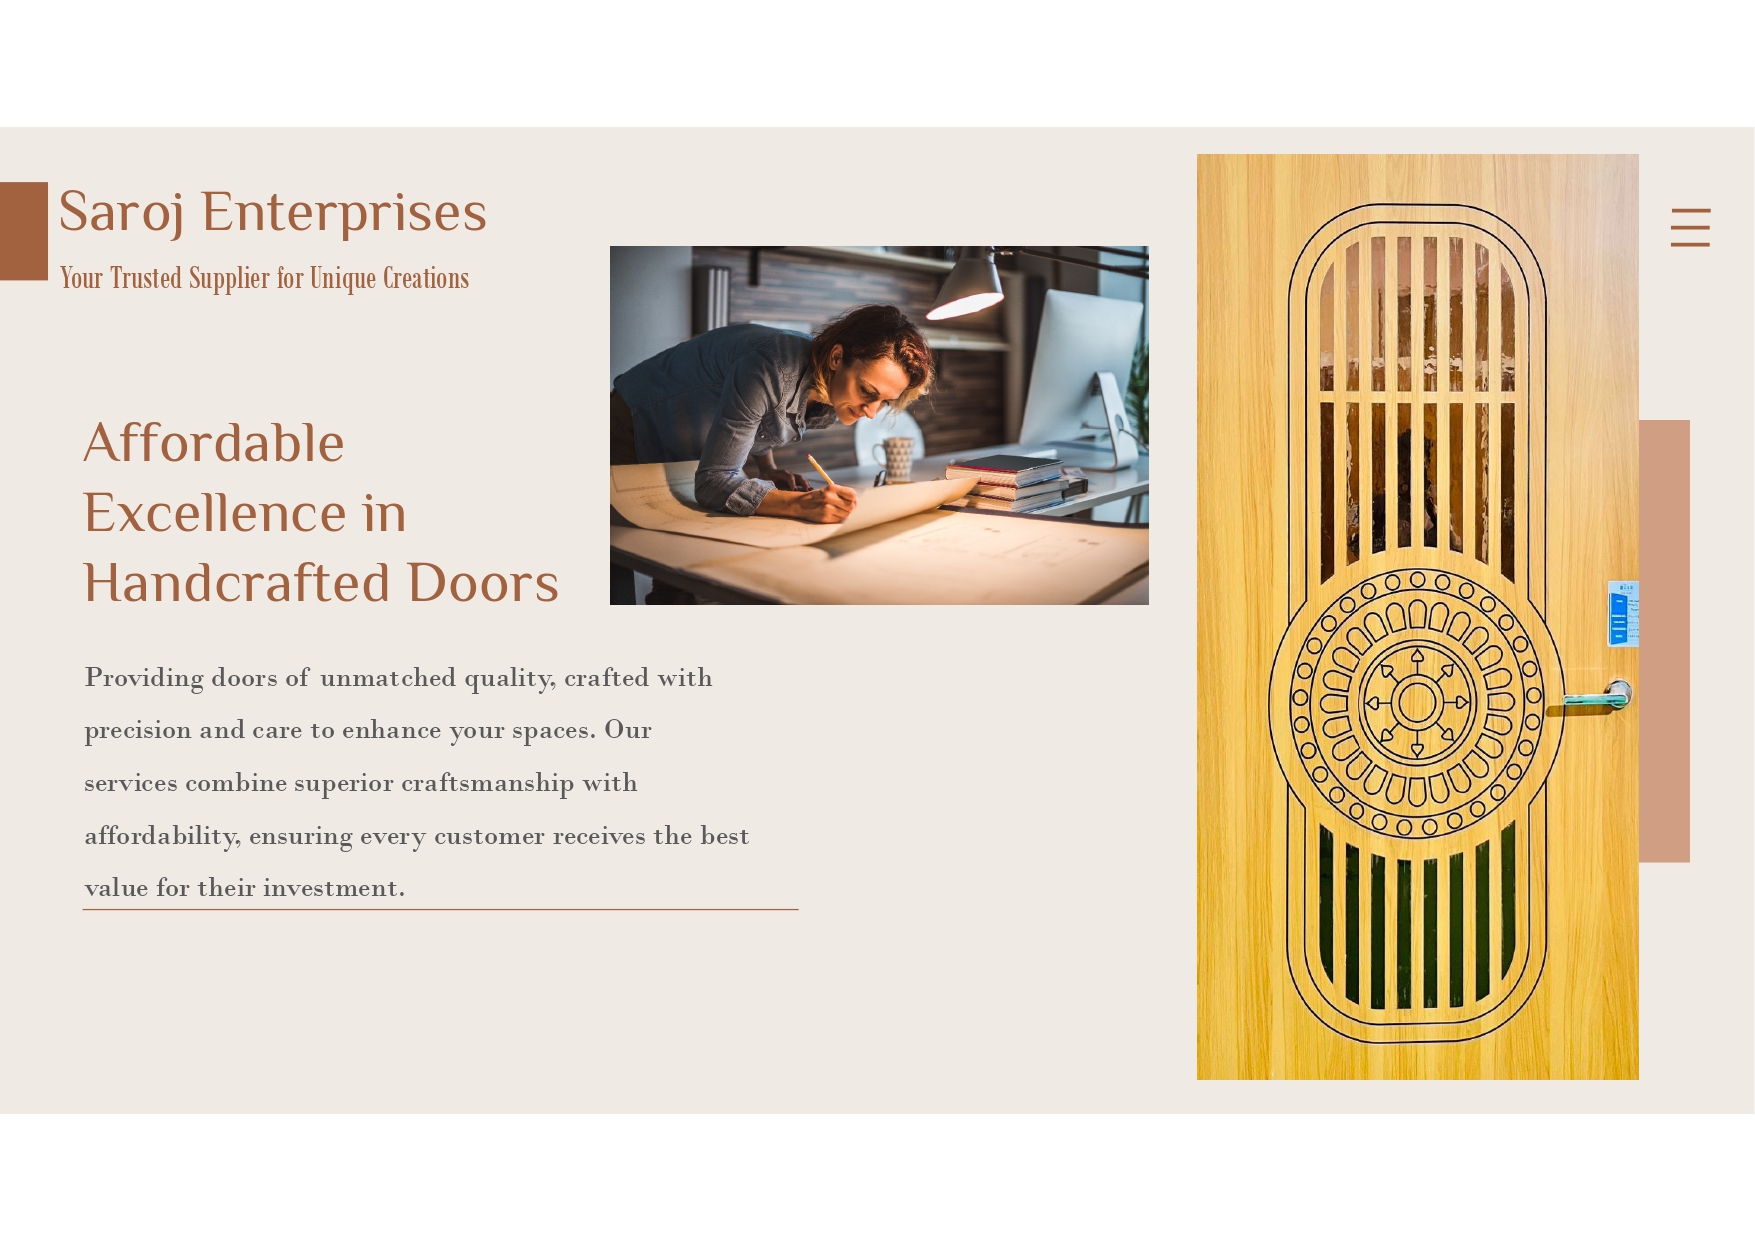 Saroj Enterprises
Your Trusted Supplier for Unique Creations
Affordable
Excellence in
Handcrafted Doors
Providing doors of unmatched quality, crafted with
precision and care to enhance your spaces. Our
services combine superior craftsmanship with
affordability, ensuring every customer receives the best
value for their investment.